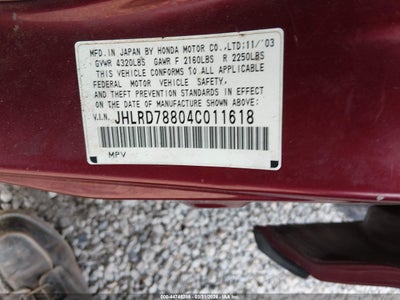 MFD. IN JAPAN BY HONDA MOTOR CO., LTD: 11/'03
GVWR 4320LBS GAWR F 2160LBS R 2250LBS
THIS VEHICLE CONFORMS TO ALL APPLICABLE
FEDERAL MOTOR VEHICLE SAFETY,
AND THEFT PREVENTION STANDARDS IN EFFECT
ON THE DATE OF MANUFACTURE SHOWN ABOVE.
V.I.N. JHLRD78804C011618
MPV